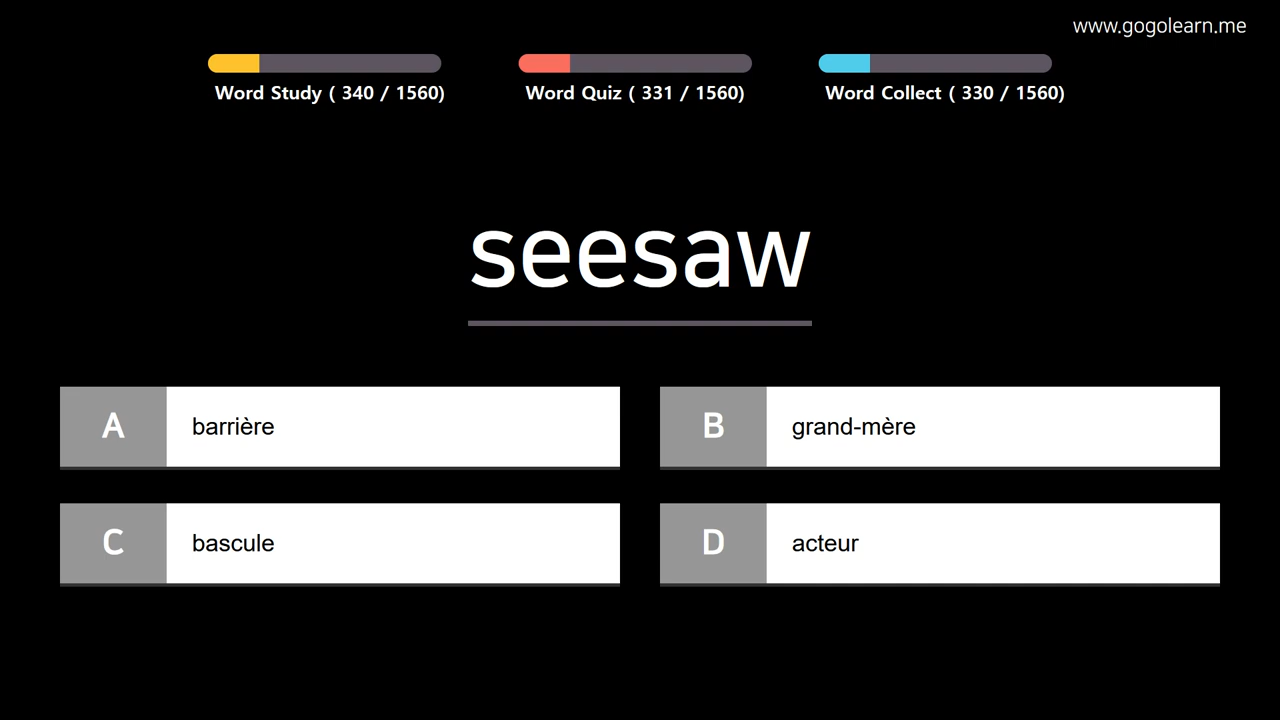 www.gogolearn.me
Word Study ( 340 / 1560)
Word Quiz ( 331 / 1560)
Word Collect ( 330 / 1560)
seesaw
A barrière
B grand-mère
C bascule
D acteur